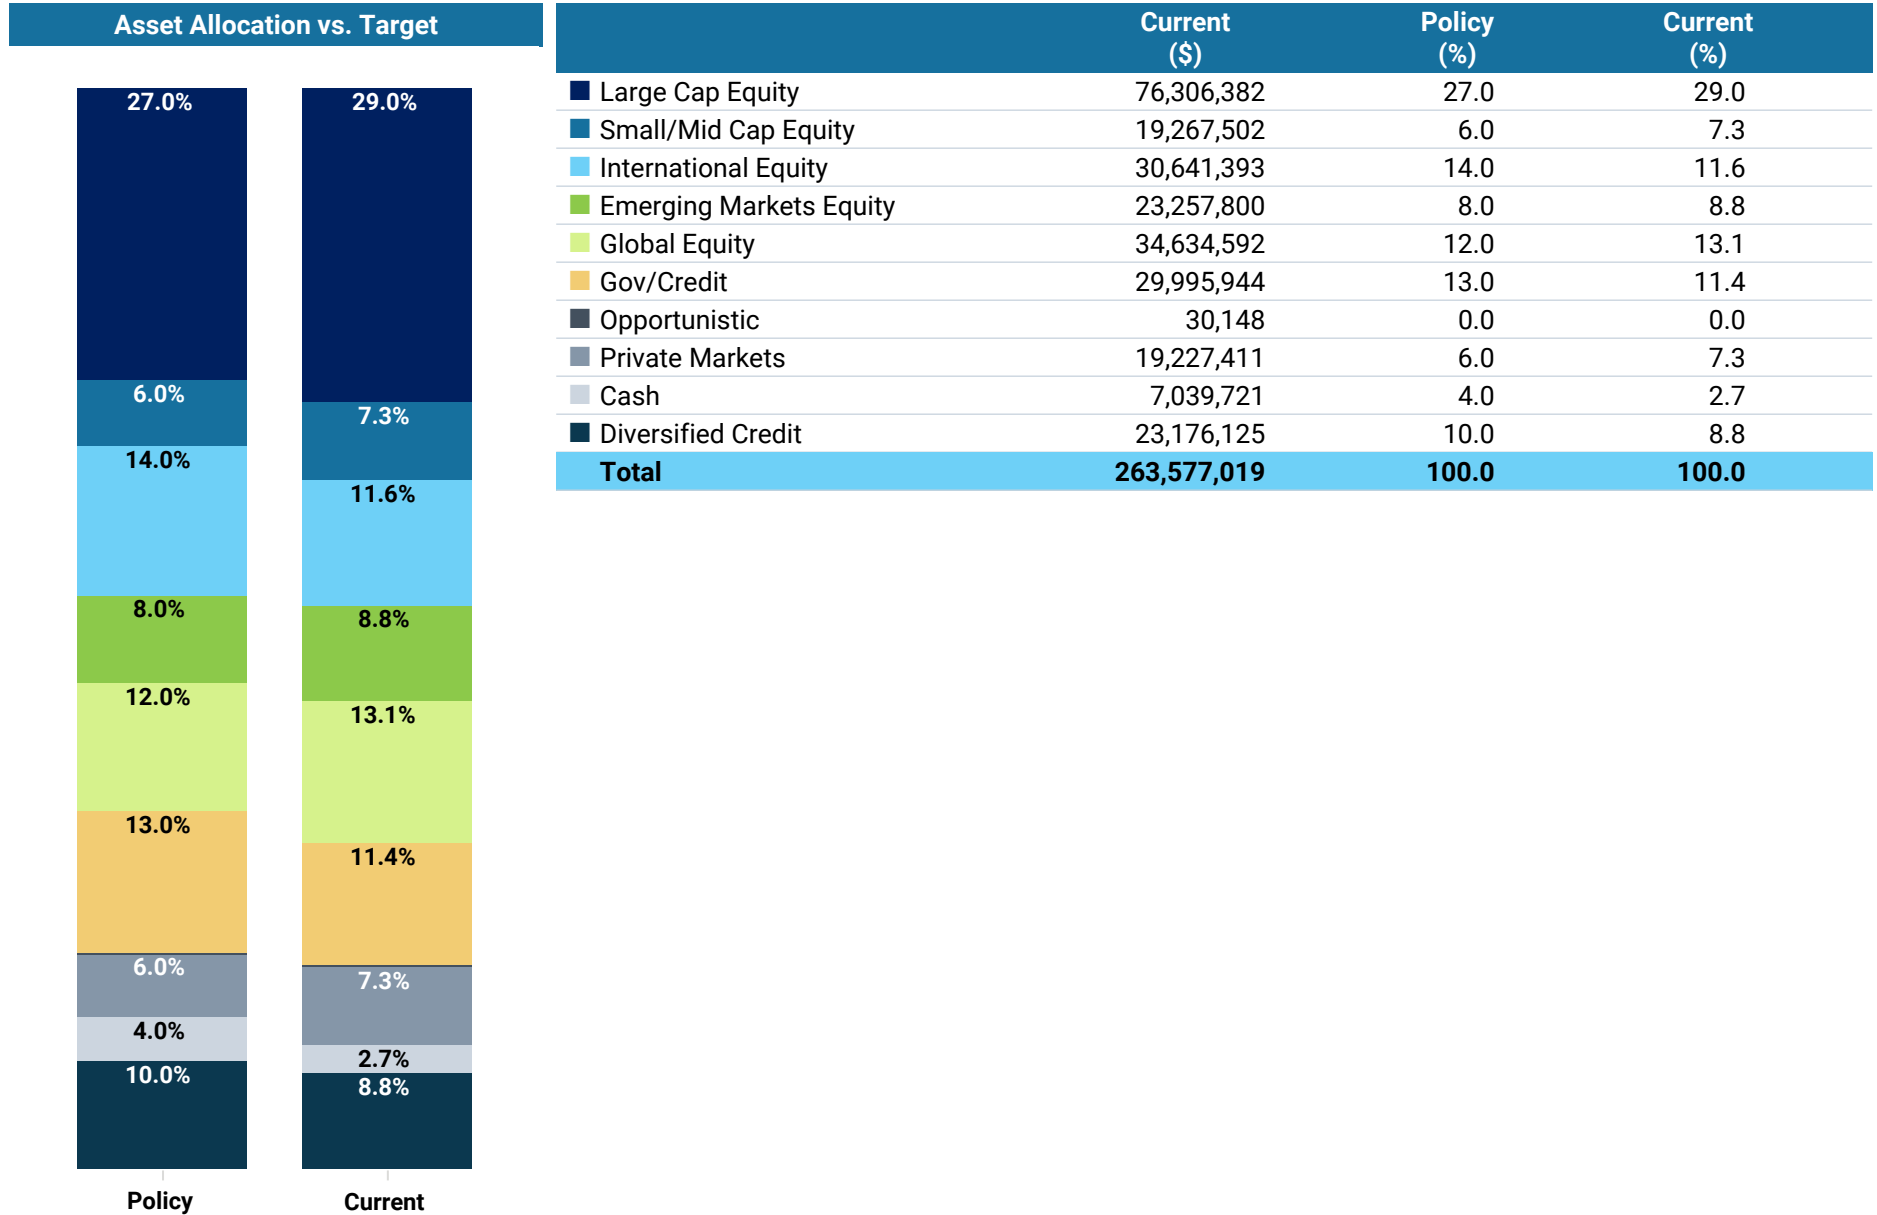 Asset Allocation vs. Target
27.0%
6.0%
14.0%
8.0%
12.0%
13.0%
6.0%
4.0%
10.0%
Policy
29.0%
7.3%
11.6%
8.8%
13.1%
11.4%
7.3%
2.7%
8.8%
Current
Current ($) Policy (%) Current (%)
Large Cap Equity 76,306,382 27.0 29.0
Small/Mid Cap Equity 19,267,502 6.0 7.3
International Equity 30,641,393 14.0 11.6
Emerging Markets Equity 23,257,800 8.0 8.8
Global Equity 34,634,592 12.0 13.1
Gov/Credit 29,995,944 13.0 11.4
Opportunistic 30,148 0.0 0.0
Private Markets 19,227,411 6.0 7.3
Cash 7,039,721 4.0 2.7
Diversified Credit 23,176,125 10.0 8.8
Total 263,577,019 100.0 100.0